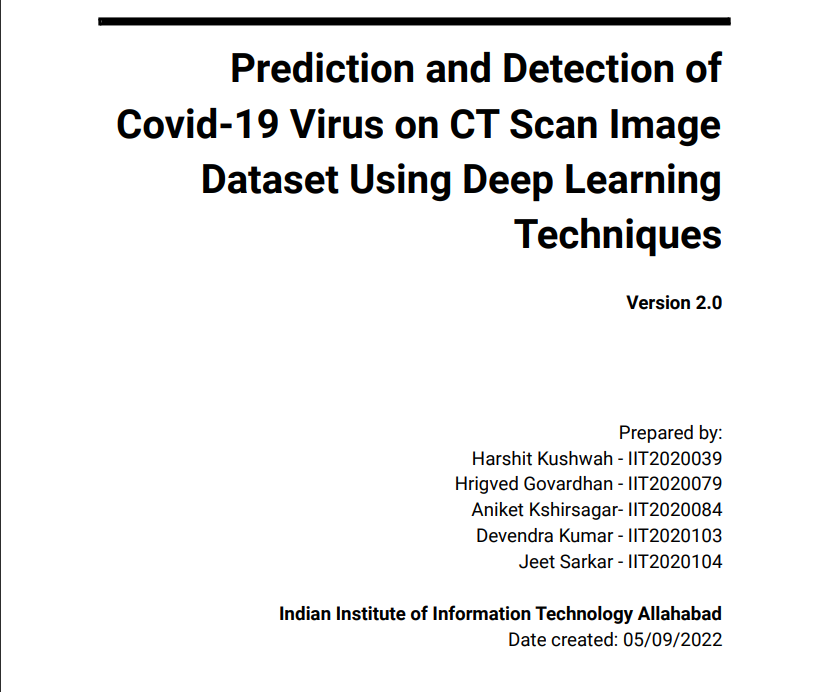 Prediction and Detection of
Covid-19 Virus on CT Scan Image
Dataset Using Deep Learning
Techniques
Version 2.0
Prepared by:
Harshit Kushwah - IIT2020039
Hrigved Govardhan - IIT2020079
Aniket Kshirsagar- IIT2020084
Devendra Kumar - IIT2020103
Jeet Sarkar - IIT2020104
Indian Institute of Information Technology Allahabad
Date created: 05/09/2022